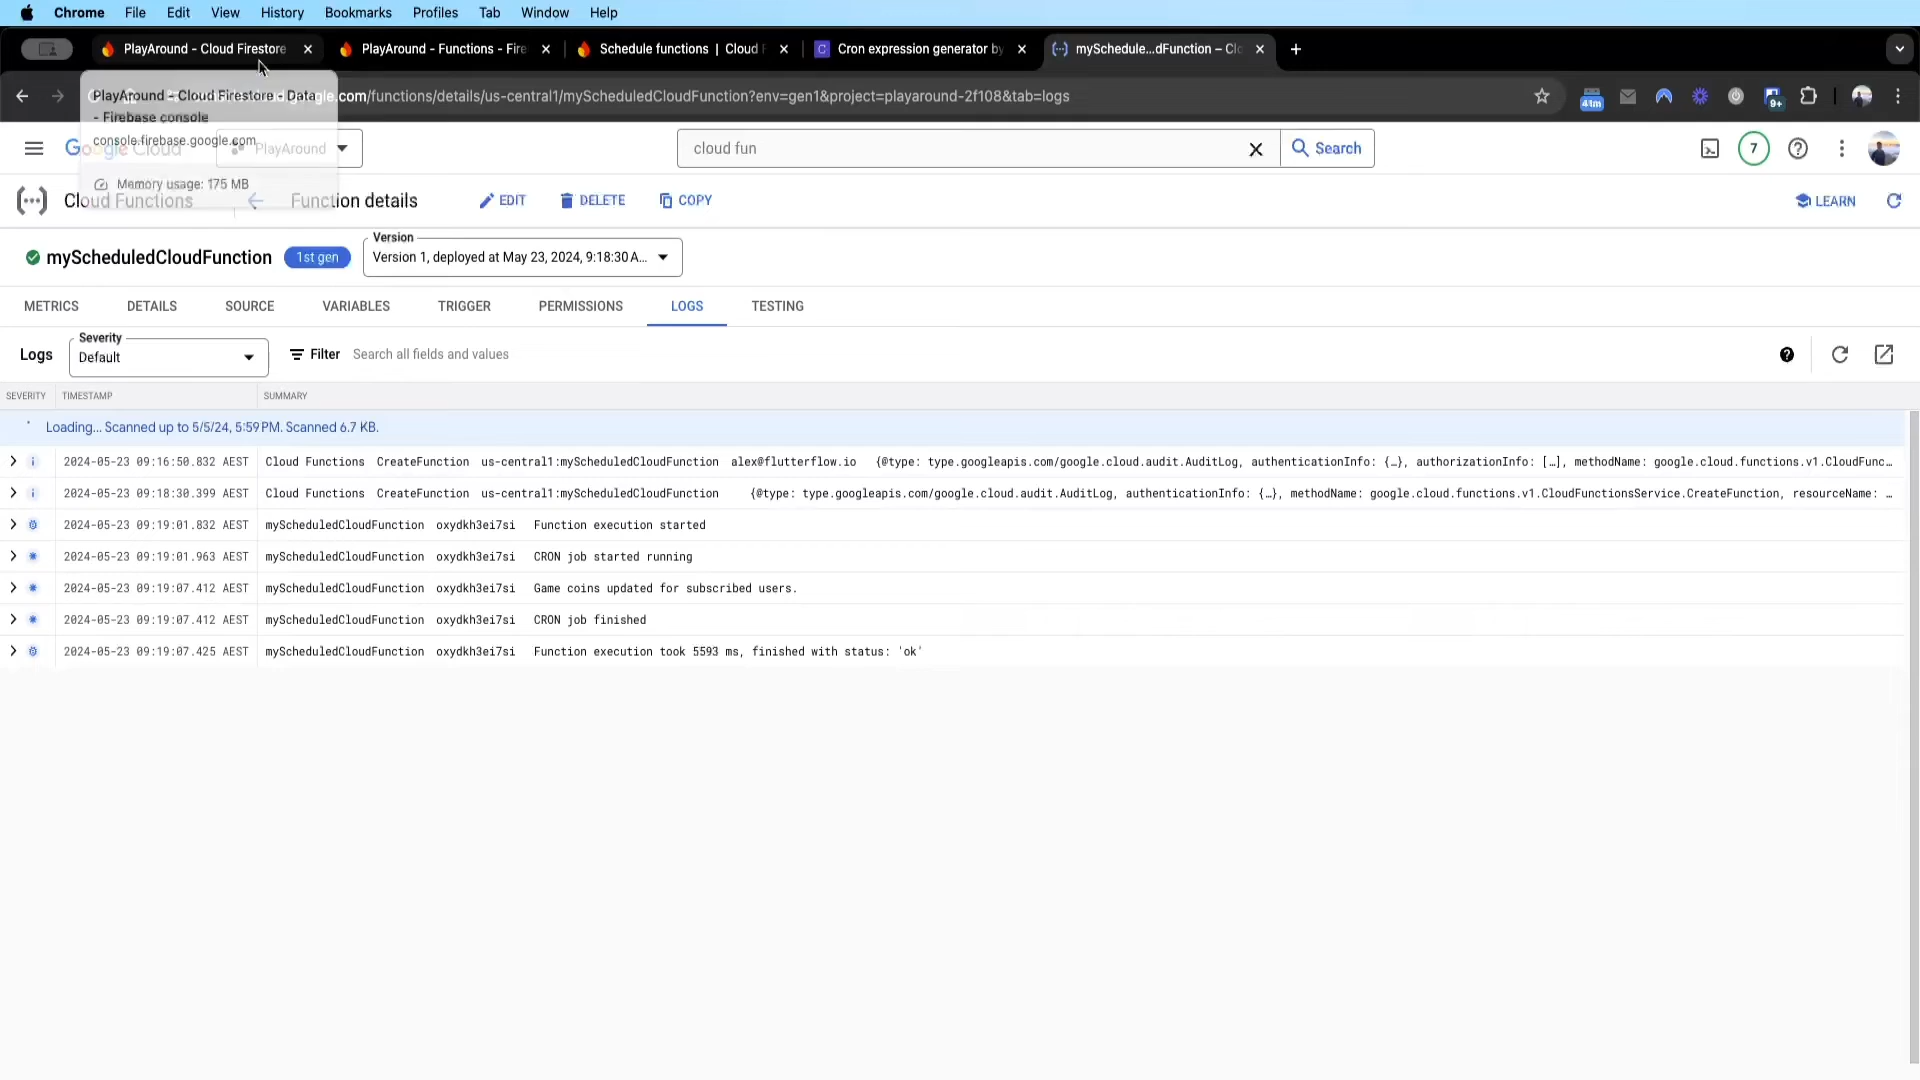 Chrome File Edit View History Bookmarks Profiles Tab Window Help
PlayAround - Cloud Firestore PlayAround - Functions - Fire Schedule functions | Cloud F C Cron expression generator by mySchedule...dFunction – Clo
PlayAround - Cloud Firestore - Data
gle.com/functions/details/us-central1/myScheduledCloudFunction?env=gen1&project=playaround-2f108&tab=logs 41m 9+
- Firebase console
console.firebase.google.com
Google Cloud PlayAround cloud fun Search 7
Memory usage: 175 MB
Cloud Functions Function details EDIT DELETE COPY LEARN
myScheduledCloudFunction 1st gen Version
Version 1, deployed at May 23, 2024, 9:18:30 A...
METRICS DETAILS SOURCE VARIABLES TRIGGER PERMISSIONS LOGS TESTING
Logs Severity
Default Filter Search all fields and values
SEVERITY TIMESTAMP SUMMARY
Loading... Scanned up to 5/5/24, 5:59 PM. Scanned 6.7 KB.
2024-05-23 09:16:50.832 AEST Cloud Functions CreateFunction us-central1:myScheduledCloudFunction alex@flutterflow.io {@type: type.googleapis.com/google.cloud.audit.AuditLog, authenticationInfo: {…}, authorizationInfo: […], methodName: google.cloud.functions.v1.CloudFunc…
2024-05-23 09:18:30.399 AEST Cloud Functions CreateFunction us-central1:myScheduledCloudFunction {@type: type.googleapis.com/google.cloud.audit.AuditLog, authenticationInfo: {…}, methodName: google.cloud.functions.v1.CloudFunctionsService.CreateFunction, resourceName: …
2024-05-23 09:19:01.832 AEST myScheduledCloudFunction oxydkh3ei7si Function execution started
2024-05-23 09:19:01.963 AEST myScheduledCloudFunction oxydkh3ei7si CRON job started running
2024-05-23 09:19:07.412 AEST myScheduledCloudFunction oxydkh3ei7si Game coins updated for subscribed users.
2024-05-23 09:19:07.412 AEST myScheduledCloudFunction oxydkh3ei7si CRON job finished
2024-05-23 09:19:07.425 AEST myScheduledCloudFunction oxydkh3ei7si Function execution took 5593 ms, finished with status: 'ok'